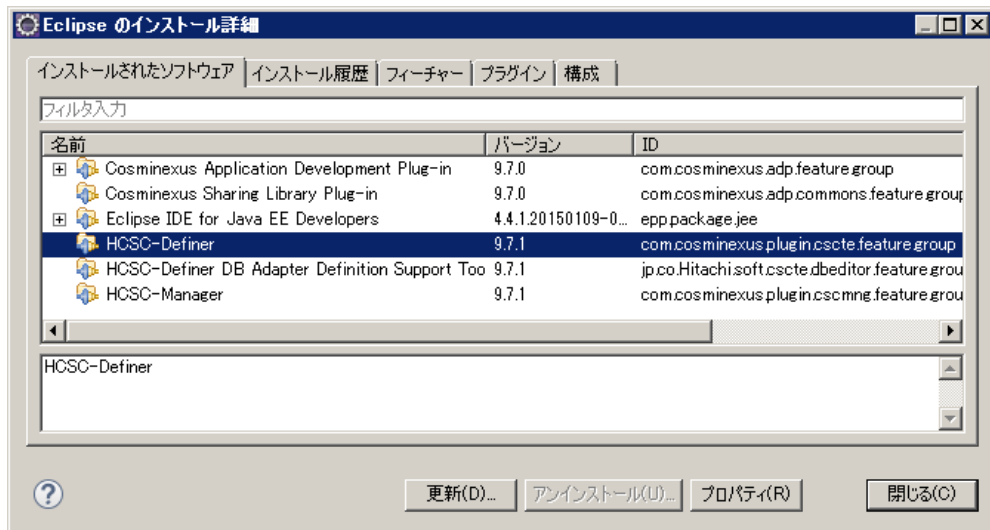 Eclipse のインストール詳細
インストールされたソフトウェア インストール履歴 フィーチャー プラグイン 構成
フィルタ入力
名前 バージョン ID
Cosminexus Application Development Plug-in 9.7.0 com.cosminexus.adp.feature.group
Cosminexus Sharing Library Plug-in 9.7.0 com.cosminexus.adp.commons.feature.group
Eclipse IDE for Java EE Developers 4.4.1.20150109-0... epp.package.jee
HCSC-Definer 9.7.1 com.cosminexus.plugin.cscte.feature.group
HCSC-Definer DB Adapter Definition Support Too 9.7.1 jp.co.Hitachi.soft.cscte.dbeditor.feature.grou
HCSC-Manager 9.7.1 com.cosminexus.plugin.cscmng.feature.grou
HCSC-Definer
更新(D)... アンインストール(U)... プロパティ(R) 閉じる(C)